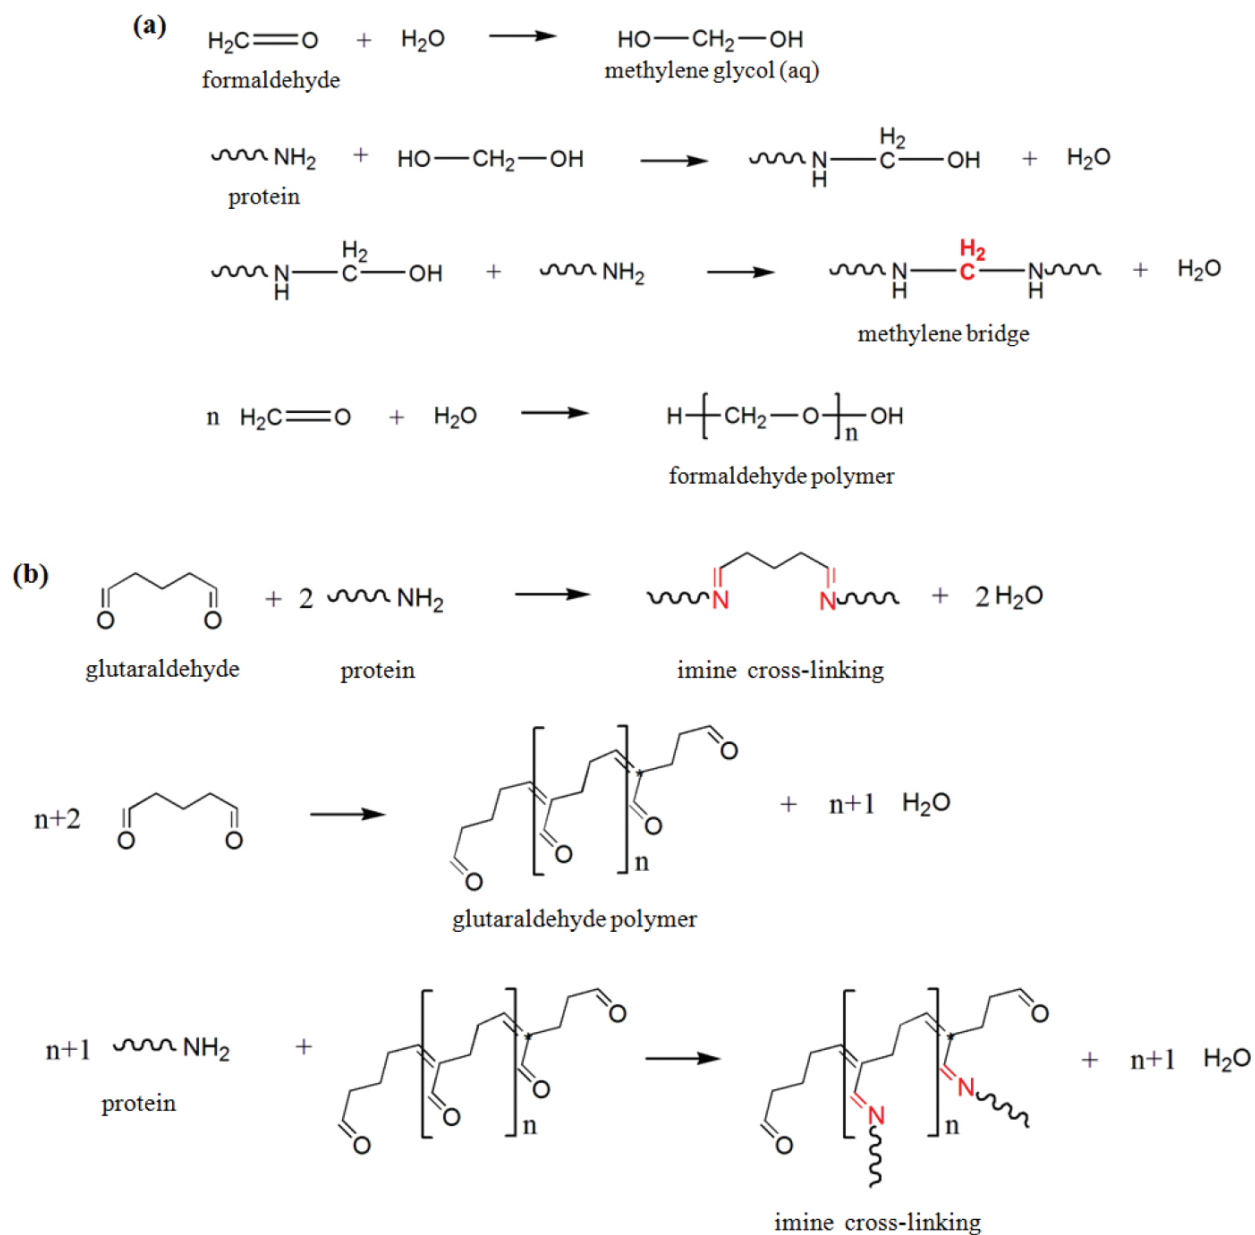 (a)
H2C=O + H2O HO—CH2—OH
formaldehyde methylene glycol (aq)
NH2 + HO—CH2—OH N H H2 C OH + H2O
protein
N H H2 C OH + NH2 N H H2 C N H + H2O
methylene bridge
n H2C=O + H2O H [ CH2—O ] n OH
formaldehyde polymer
(b)
O O + 2 NH2 N N + 2 H2O
glutaraldehyde protein imine cross-linking
n+2 O O O [ O ] n * O O + n+1 H2O
glutaraldehyde polymer
n+1 NH2 + O [ O ] n * O O O [ N ] n * N O + n+1 H2O
protein
imine cross-linking